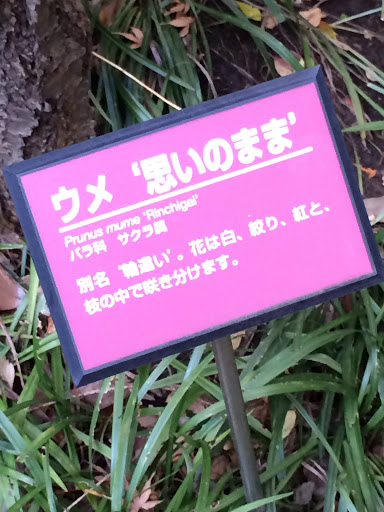 ウメ ‘思いのまま’
Prunus mume ‘Rinchigai’
バラ科 サクラ属
別名 ‘輪違い’。花は白、絞り、紅と、
枝の中で咲き分けます。